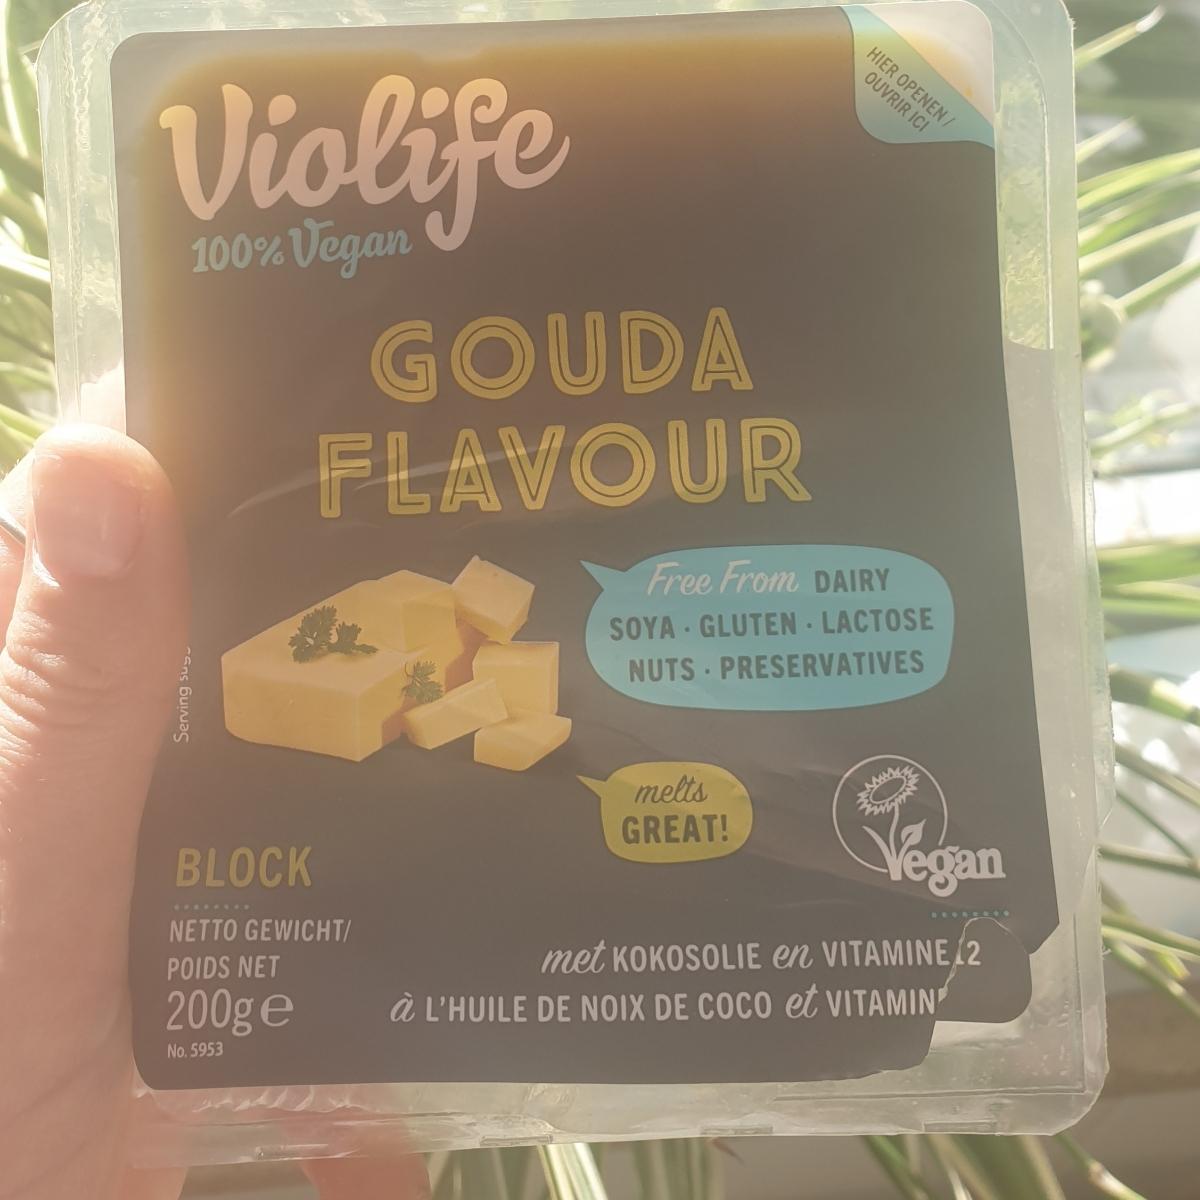 HIER OPENEN/
OUVRIR ICI
Violife
100% Vegan
GOUDA
FLAVOUR
Free From DAIRY
SOYA · GLUTEN · LACTOSE
NUTS · PRESERVATIVES
Serving
melts
GREAT!
Vegan
BLOCK
NETTO GEWICHT/
POIDS NET
200g e
No. 5953
met KOKOSOLIE en VITAMINE
à L'HUILE DE NOIX DE COCO et